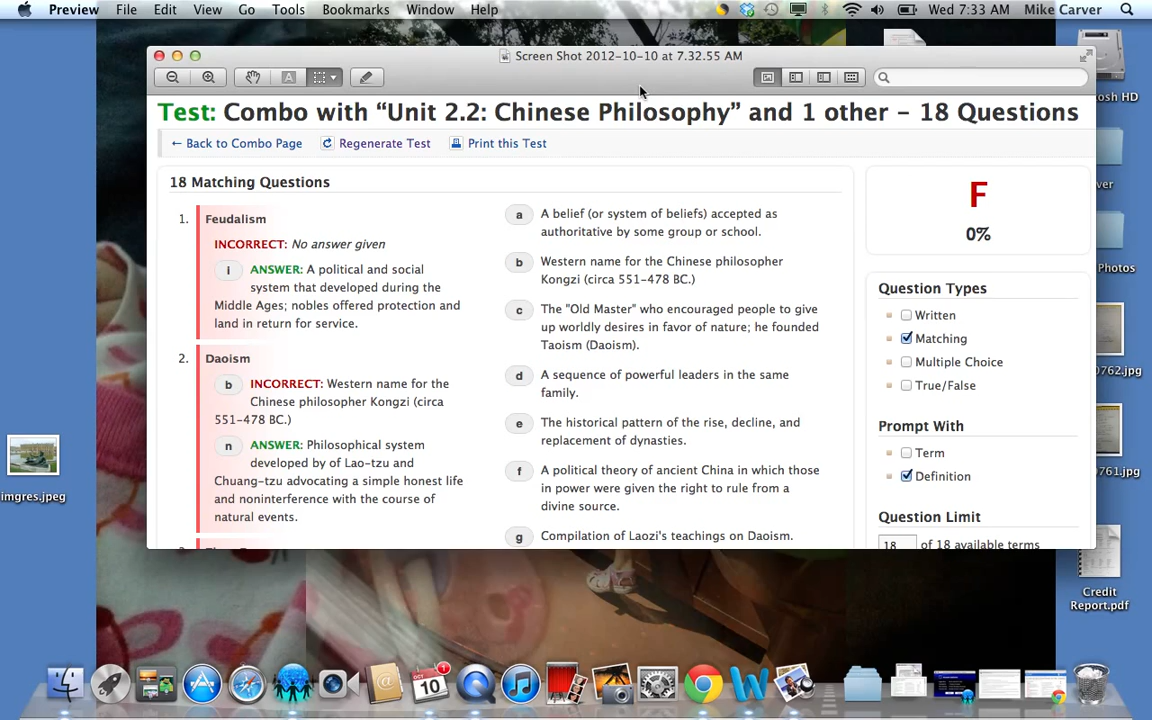 Preview File Edit View Go Tools Bookmarks Window Help Wed 7:33 AM Mike Carver
Screen Shot 2012-10-10 at 7.32.55 AM
Test: Combo with “Unit 2.2: Chinese Philosophy” and 1 other – 18 Questions
← Back to Combo Page Regenerate Test Print this Test
18 Matching Questions
1. Feudalism
INCORRECT: No answer given
i ANSWER: A political and social
system that developed during the
Middle Ages; nobles offered protection and
land in return for service.
2. Daoism
b INCORRECT: Western name for the
Chinese philosopher Kongzi (circa
551-478 BC.)
n ANSWER: Philosophical system
developed by of Lao-tzu and
Chuang-tzu advocating a simple honest life
and noninterference with the course of
natural events.
a A belief (or system of beliefs) accepted as
authoritative by some group or school.
b Western name for the Chinese philosopher
Kongzi (circa 551-478 BC.)
c The "Old Master" who encouraged people to give
up worldly desires in favor of nature; he founded
Taoism (Daoism).
d A sequence of powerful leaders in the same
family.
e The historical pattern of the rise, decline, and
replacement of dynasties.
f A political theory of ancient China in which those
in power were given the right to rule from a
divine source.
g Compilation of Laozi's teachings on Daoism.
F
0%
Question Types
Written
Matching
Multiple Choice
True/False
Prompt With
Term
Definition
Question Limit
18 of 18 available terms
osh HD
ver
Photos
0762.jpg
0761.jpg
Credit
Report.pdf
imgres.jpeg
OCT
10
1